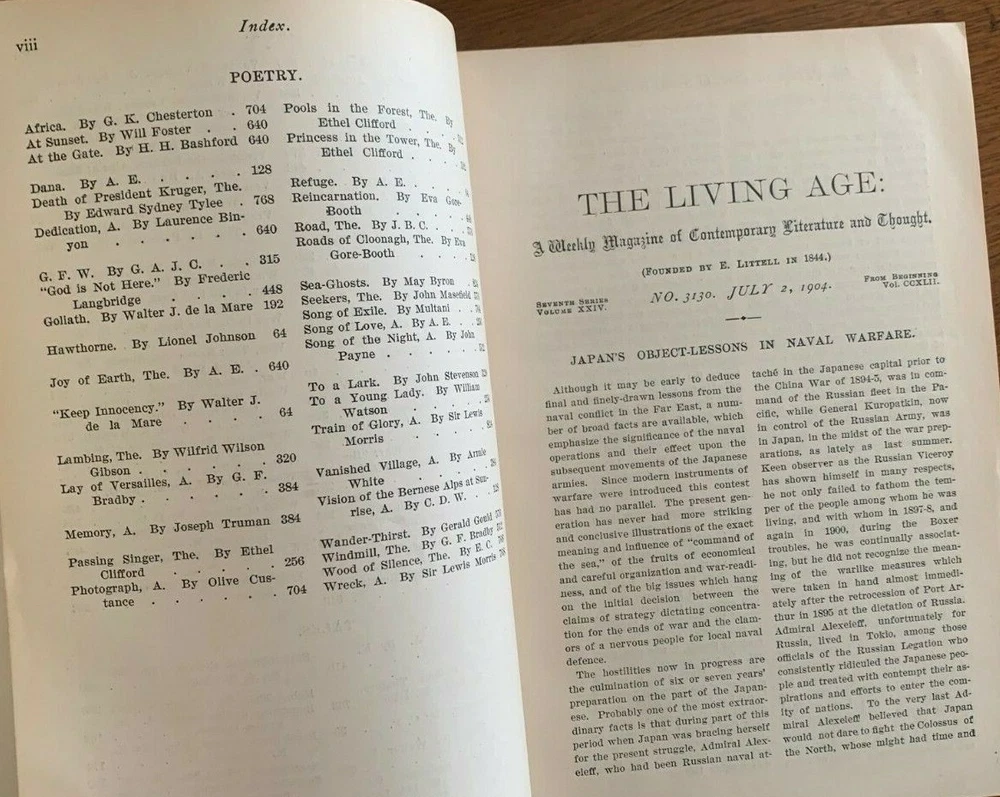 viii
Index.
POETRY.
Africa. By G. K. Chesterton . 704
At Sunset. By Will Foster . . 640
At the Gate. By H. H. Bashford 640
Dana. By A. E. . . . . . 128
Death of President Kruger, The.
By Edward Sydney Tylee . 768
Dedication, A. By Laurence Bin-
yon . . . . . . 640
G. F. W. By G. A. J. C. . . 315
"God is Not Here." By Frederic
Langbridge . . . . 448
Goliath. By Walter J. de la Mare 192
Hawthorne. By Lionel Johnson 64
Joy of Earth, The. By A. E. . 640
"Keep Innocency." By Walter J.
de la Mare . . . . 64
Lambing, The. By Wilfrid Wilson
Gibson . . . . . . 320
Lay of Versailles, A. By G. F.
Bradby . . . . . . 384
Memory, A. By Joseph Truman 384
Passing Singer, The. By Ethel
Clifford . . . . . 256
Photograph, A. By Olive Cus-
tance . . . . . . 704
Pools in the Forest, The. By
Ethel Clifford . . . .
Princess in the Tower, The. By
Ethel Clifford . . . .
Refuge. By A. E. . . . .
Reincarnation. By Eva Gore-
Booth . . . . .
Road, The. By J. B. C. . . .
Roads of Cloonagh, The. By Eva
Gore-Booth . . . .
Sea-Ghosts. By May Byron .
Seekers, The. By John Masefield
Song of Exile. By Multani . .
Song of Love, A. By A. E. . .
Song of the Night, A. By John
Payne . . . . . .
To a Lark. By John Stevenson
To a Young Lady. By William
Watson . . . . .
Train of Glory, A. By Sir Lewis
Morris . . . . .
Vanished Village, A. By Annie
White . . . . . .
Vision of the Bernese Alps at Sun-
rise, A. By C. D. W. . .
Wander-Thirst. By Gerald Gould
Windmill, The. By G. F. Bradby
Wood of Silence, The. By E. C.
Wreck, A. By Sir Lewis Morris
THE LIVING AGE:
A Weekly Magazine of Contemporary Literature and Thought.
(FOUNDED BY E. LITTELL IN 1844.)
SEVENTH SERIES
VOLUME XXIV.
NO. 3130. JULY 2, 1904.
FROM BEGINNING
VOL. CCXLII.
JAPAN'S OBJECT-LESSONS IN NAVAL WARFARE.
Although it may be early to deduce
final and finely-drawn lessons from the
naval conflict in the Far East, a num-
ber of broad facts are available, which
emphasize the significance of the naval
operations and their effect upon the
subsequent movements of the Japanese
armies. Since modern instruments of
warfare were introduced this contest
has had no parallel. The present gen-
eration has never had more striking
and conclusive illustrations of the exact
meaning and influence of "command of
the sea," of the fruits of economical
and careful organization and war-readi-
ness, and of the big issues which hang
on the initial decision between the
claims of strategy dictating concentra-
tion for the ends of war and the clam-
ors of a nervous people for local naval
defence.
The hostilities now in progress are
the culmination of six or seven years'
preparation on the part of the Japan-
ese. Probably one of the most extraor-
dinary facts is that during part of this
period when Japan was bracing herself
for the present struggle, Admiral Alex-
eieff, who had been Russian naval at-
taché in the Japanese capital prior to
the China War of 1894-5, was in com-
mand of the Russian fleet in the Pa-
cific, while General Kuropatkin, now
in control of the Russian Army, was
in Japan, in the midst of the war prep-
arations, as lately as last summer.
Keen observer as the Russian Viceroy
has shown himself in many respects,
he not only failed to fathom the tem-
per of the people among whom he was
living, and with whom in 1897-8, and
again in 1900, during the Boxer
troubles, he was continually associat-
ing, but he did not recognize the mean-
ing of the warlike measures which
were taken in hand almost immedi-
ately after the retrocession of Port Ar-
thur in 1895 at the dictation of Russia.
Admiral Alexeieff, unfortunately for
Russia, lived in Tokio, among those
officials of the Russian Legation who
consistently ridiculed the Japanese peo-
ple and treated with contempt their as-
pirations and efforts to enter the com-
ity of nations. To the very last Ad-
miral Alexeieff believed that Japan
would not dare to fight the Colossus of
the North, whose might had time and